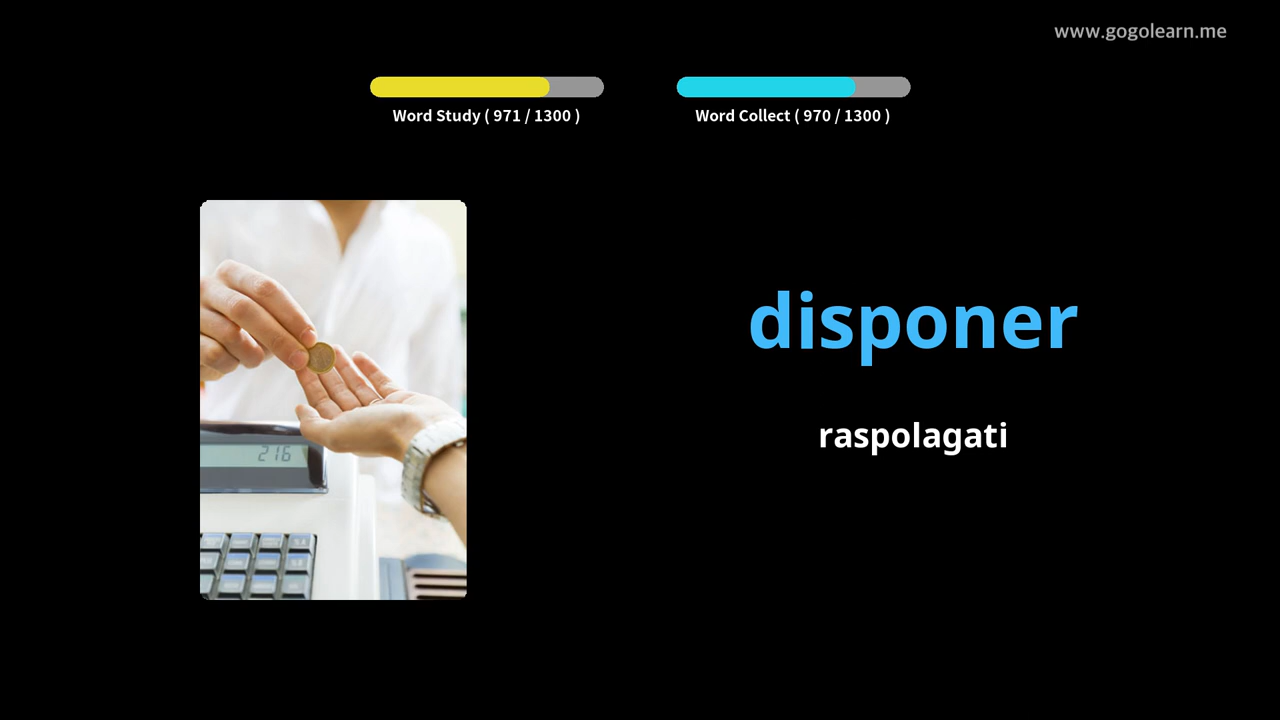 www.gogolearn.me
Word Study ( 971 / 1300 )
Word Collect ( 970 / 1300 )
disponer
raspolagati
216